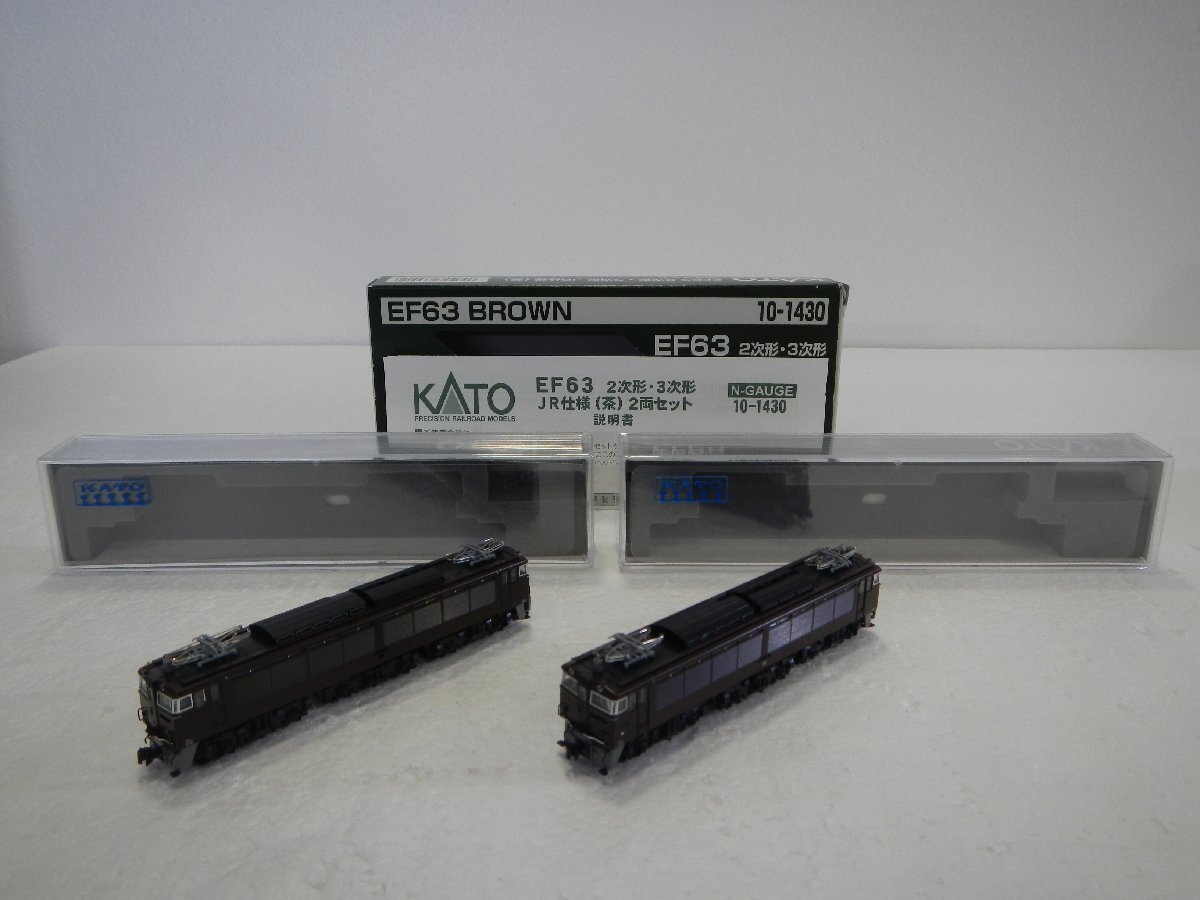 EF63 BROWN
10-1430
EF63 2次形・3次形
KATO
PRECISION RAILROAD MODELS
EF63 2次形・3次形
JR仕様(茶)2両セット
説明書
N-GAUGE
10-1430
KATO
KATO